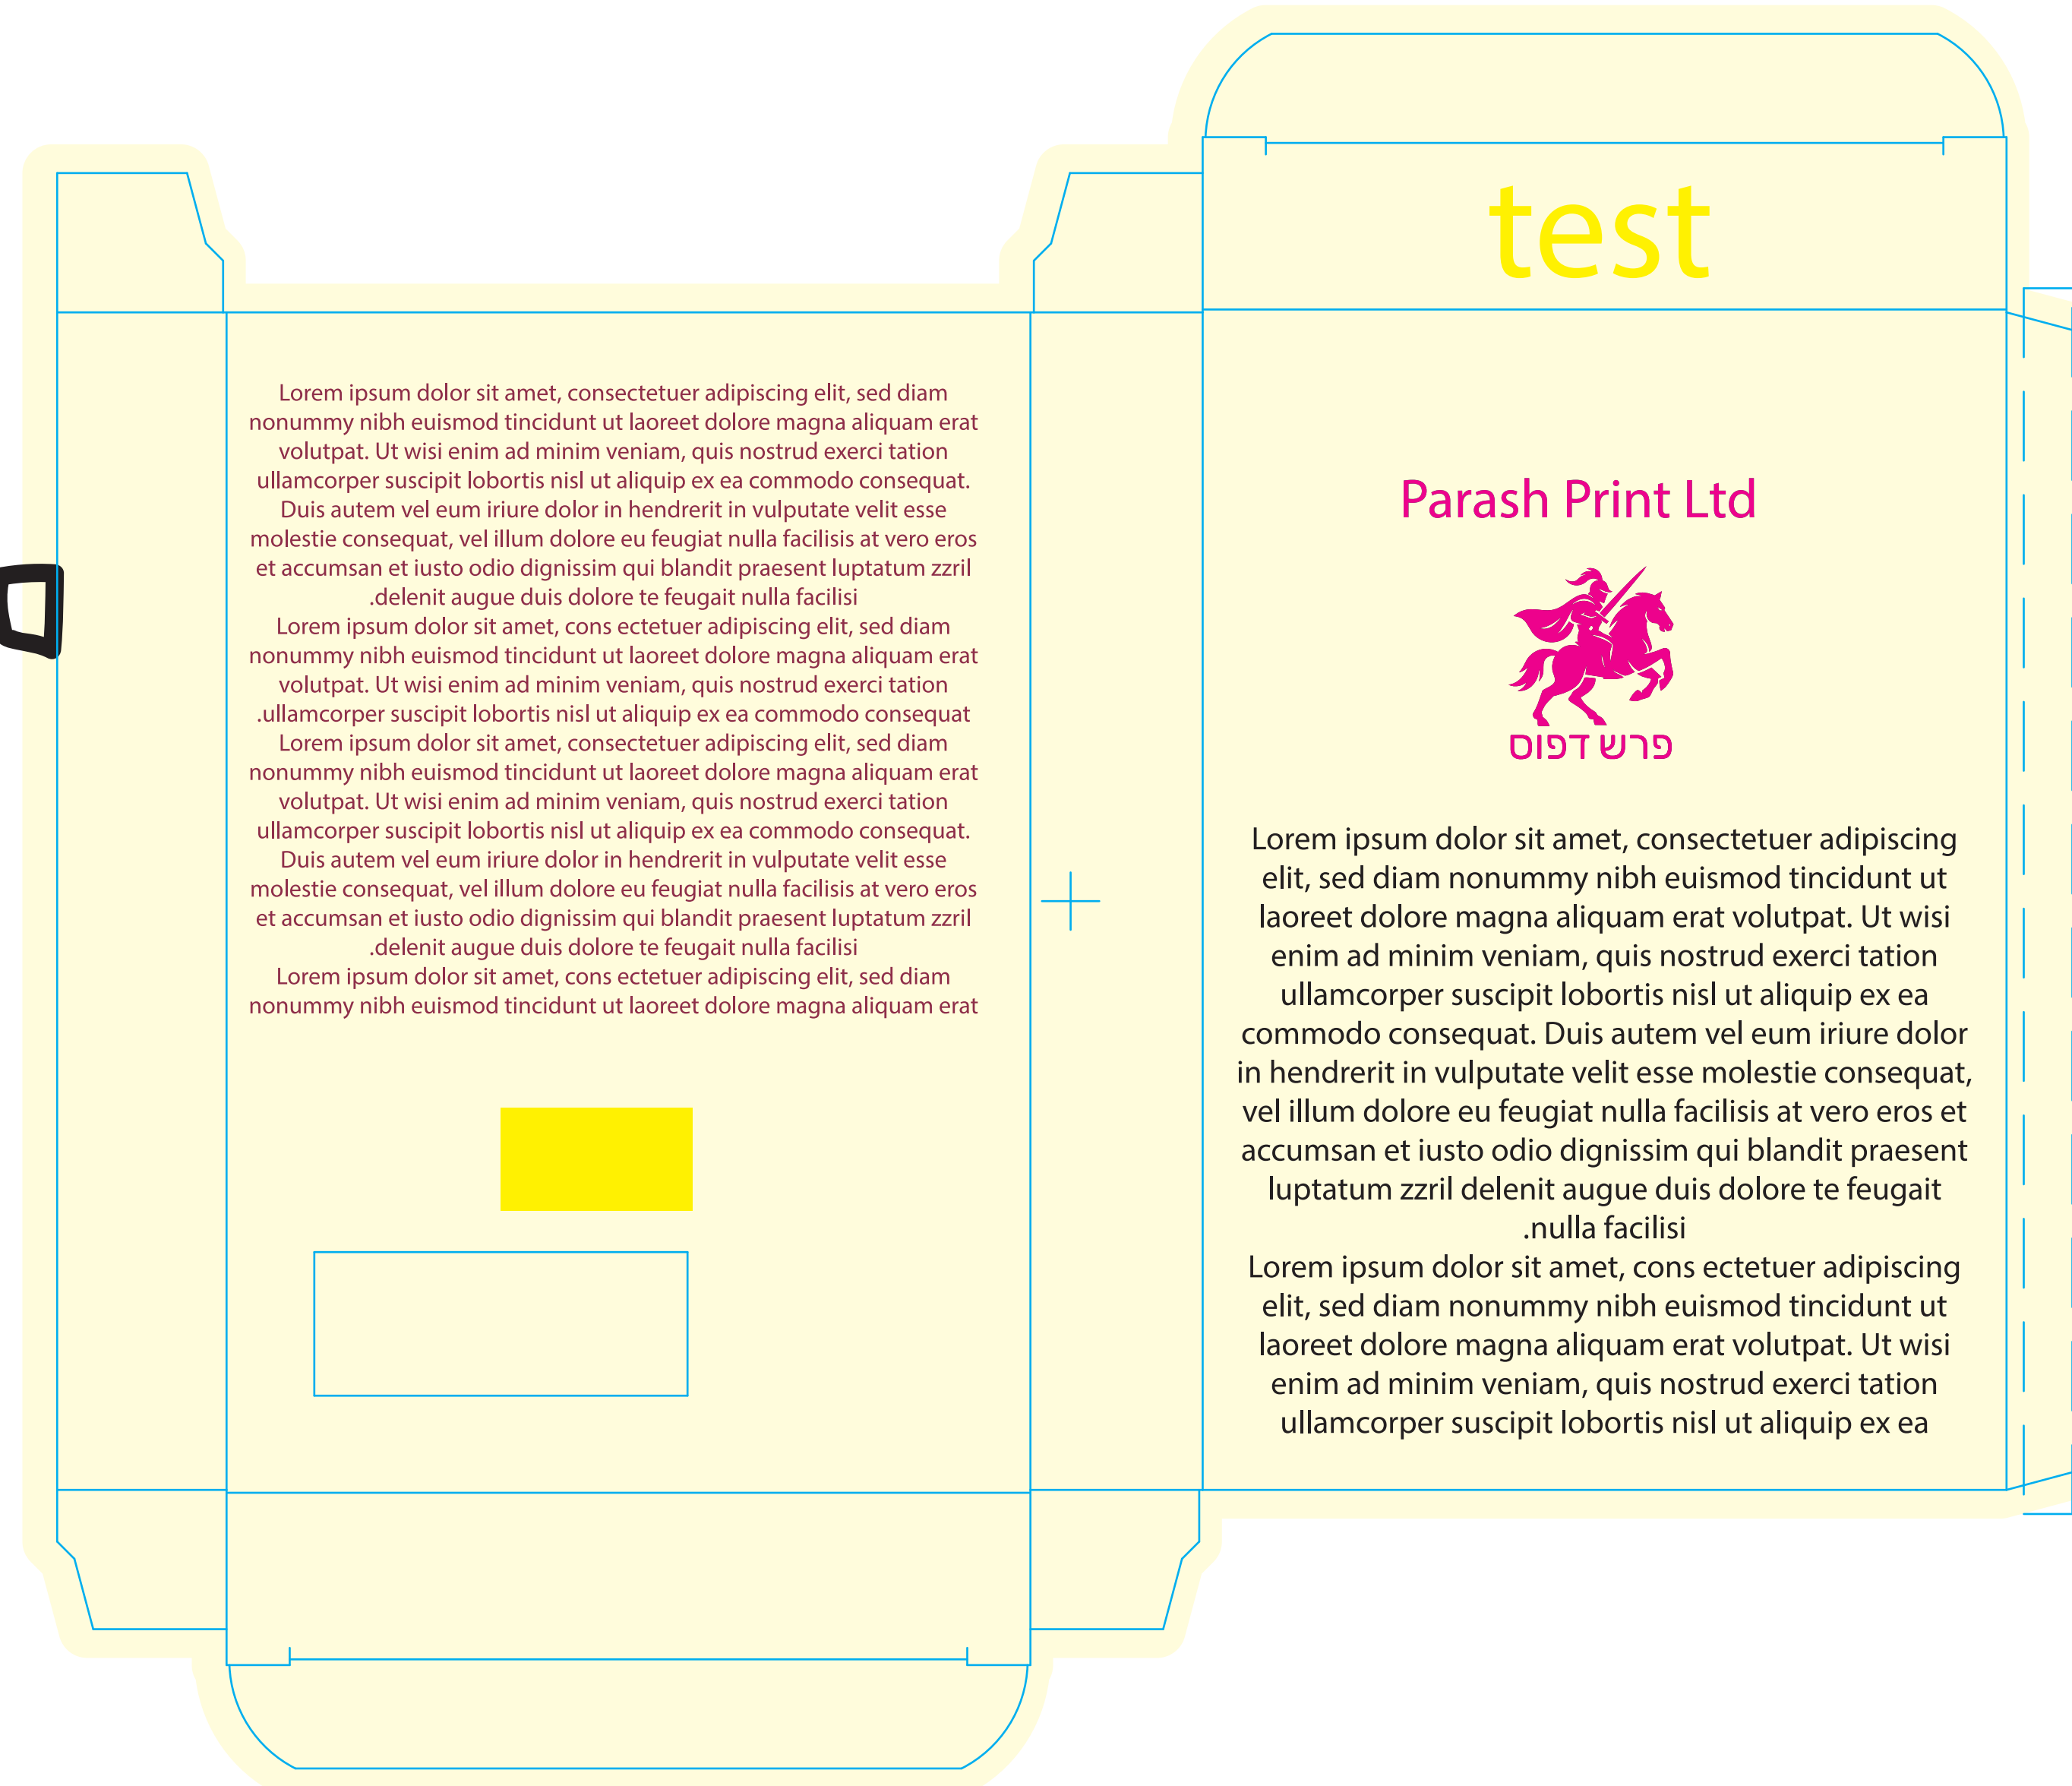 test
Lorem ipsum dolor sit amet, consectetuer adipiscing elit, sed diam
nonummy nibh euismod tincidunt ut laoreet dolore magna aliquam erat
volutpat. Ut wisi enim ad minim veniam, quis nostrud exerci tation
ullamcorper suscipit lobortis nisl ut aliquip ex ea commodo consequat.
Duis autem vel eum iriure dolor in hendrerit in vulputate velit esse
molestie consequat, vel illum dolore eu feugiat nulla facilisis at vero eros
et accumsan et iusto odio dignissim qui blandit praesent luptatum zzril
.delenit augue duis dolore te feugait nulla facilisi
Lorem ipsum dolor sit amet, cons ectetuer adipiscing elit, sed diam
nonummy nibh euismod tincidunt ut laoreet dolore magna aliquam erat
volutpat. Ut wisi enim ad minim veniam, quis nostrud exerci tation
.ullamcorper suscipit lobortis nisl ut aliquip ex ea commodo consequat
Lorem ipsum dolor sit amet, consectetuer adipiscing elit, sed diam
nonummy nibh euismod tincidunt ut laoreet dolore magna aliquam erat
volutpat. Ut wisi enim ad minim veniam, quis nostrud exerci tation
ullamcorper suscipit lobortis nisl ut aliquip ex ea commodo consequat.
Duis autem vel eum iriure dolor in hendrerit in vulputate velit esse
molestie consequat, vel illum dolore eu feugiat nulla facilisis at vero eros
et accumsan et iusto odio dignissim qui blandit praesent luptatum zzril
.delenit augue duis dolore te feugait nulla facilisi
Lorem ipsum dolor sit amet, cons ectetuer adipiscing elit, sed diam
nonummy nibh euismod tincidunt ut laoreet dolore magna aliquam erat
Parash Print Ltd
פרש דפוס
Lorem ipsum dolor sit amet, consectetuer adipiscing
elit, sed diam nonummy nibh euismod tincidunt ut
laoreet dolore magna aliquam erat volutpat. Ut wisi
enim ad minim veniam, quis nostrud exerci tation
ullamcorper suscipit lobortis nisl ut aliquip ex ea
commodo consequat. Duis autem vel eum iriure dolor
in hendrerit in vulputate velit esse molestie consequat,
vel illum dolore eu feugiat nulla facilisis at vero eros et
accumsan et iusto odio dignissim qui blandit praesent
luptatum zzril delenit augue duis dolore te feugait
.nulla facilisi
Lorem ipsum dolor sit amet, cons ectetuer adipiscing
elit, sed diam nonummy nibh euismod tincidunt ut
laoreet dolore magna aliquam erat volutpat. Ut wisi
enim ad minim veniam, quis nostrud exerci tation
ullamcorper suscipit lobortis nisl ut aliquip ex ea